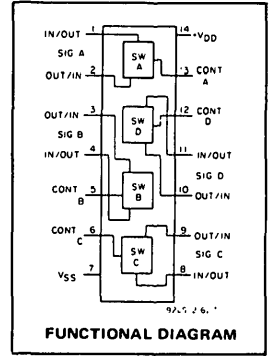 1 14
IN/OUT +VDD
SIG A SW A
2 13 CONT A
OUT/IN
3 12 CONT D
OUT/IN SW D
SIG B
4 11 IN/OUT
IN/OUT SIG D
SW B
CONT B 5 10 OUT/IN
CONT C 6 9 OUT/IN
SW C SIG C
VSS 7 8 IN/OUT
FUNCTIONAL DIAGRAM